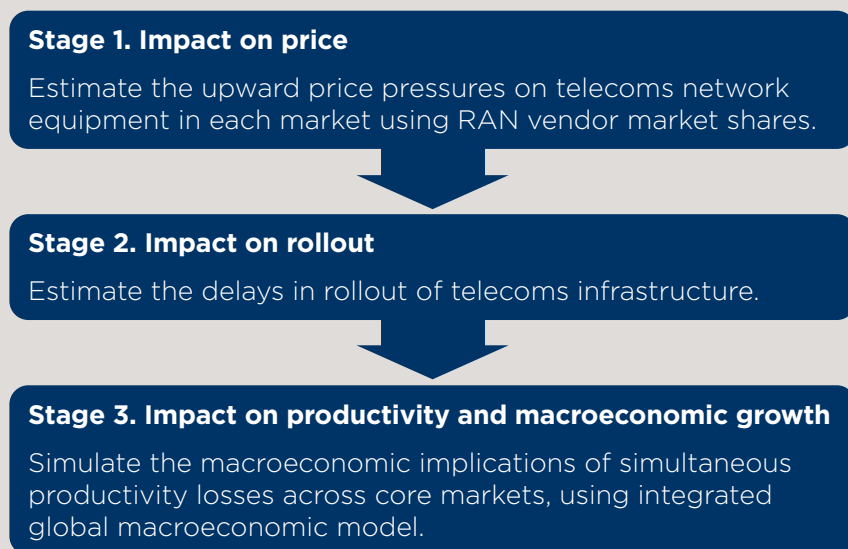 Stage 1. Impact on price
Estimate the upward price pressures on telecoms network
equipment in each market using RAN vendor market shares.
Stage 2. Impact on rollout
Estimate the delays in rollout of telecoms infrastructure.
Stage 3. Impact on productivity and macroeconomic growth
Simulate the macroeconomic implications of simultaneous
productivity losses across core markets, using integrated
global macroeconomic model.